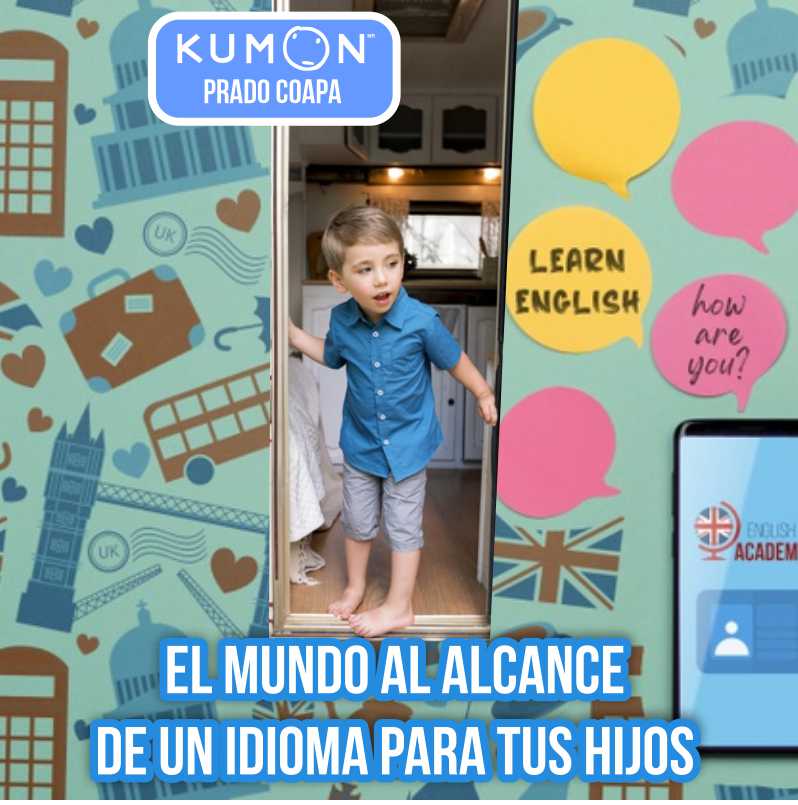 KUMON
PRADO COAPA
UK
LEARN
ENGLISH
how
are
you?
UK
ENGLISH
ACADEM
EL MUNDO AL ALCANCE
DE UN IDIOMA PARA TUS HIJOS